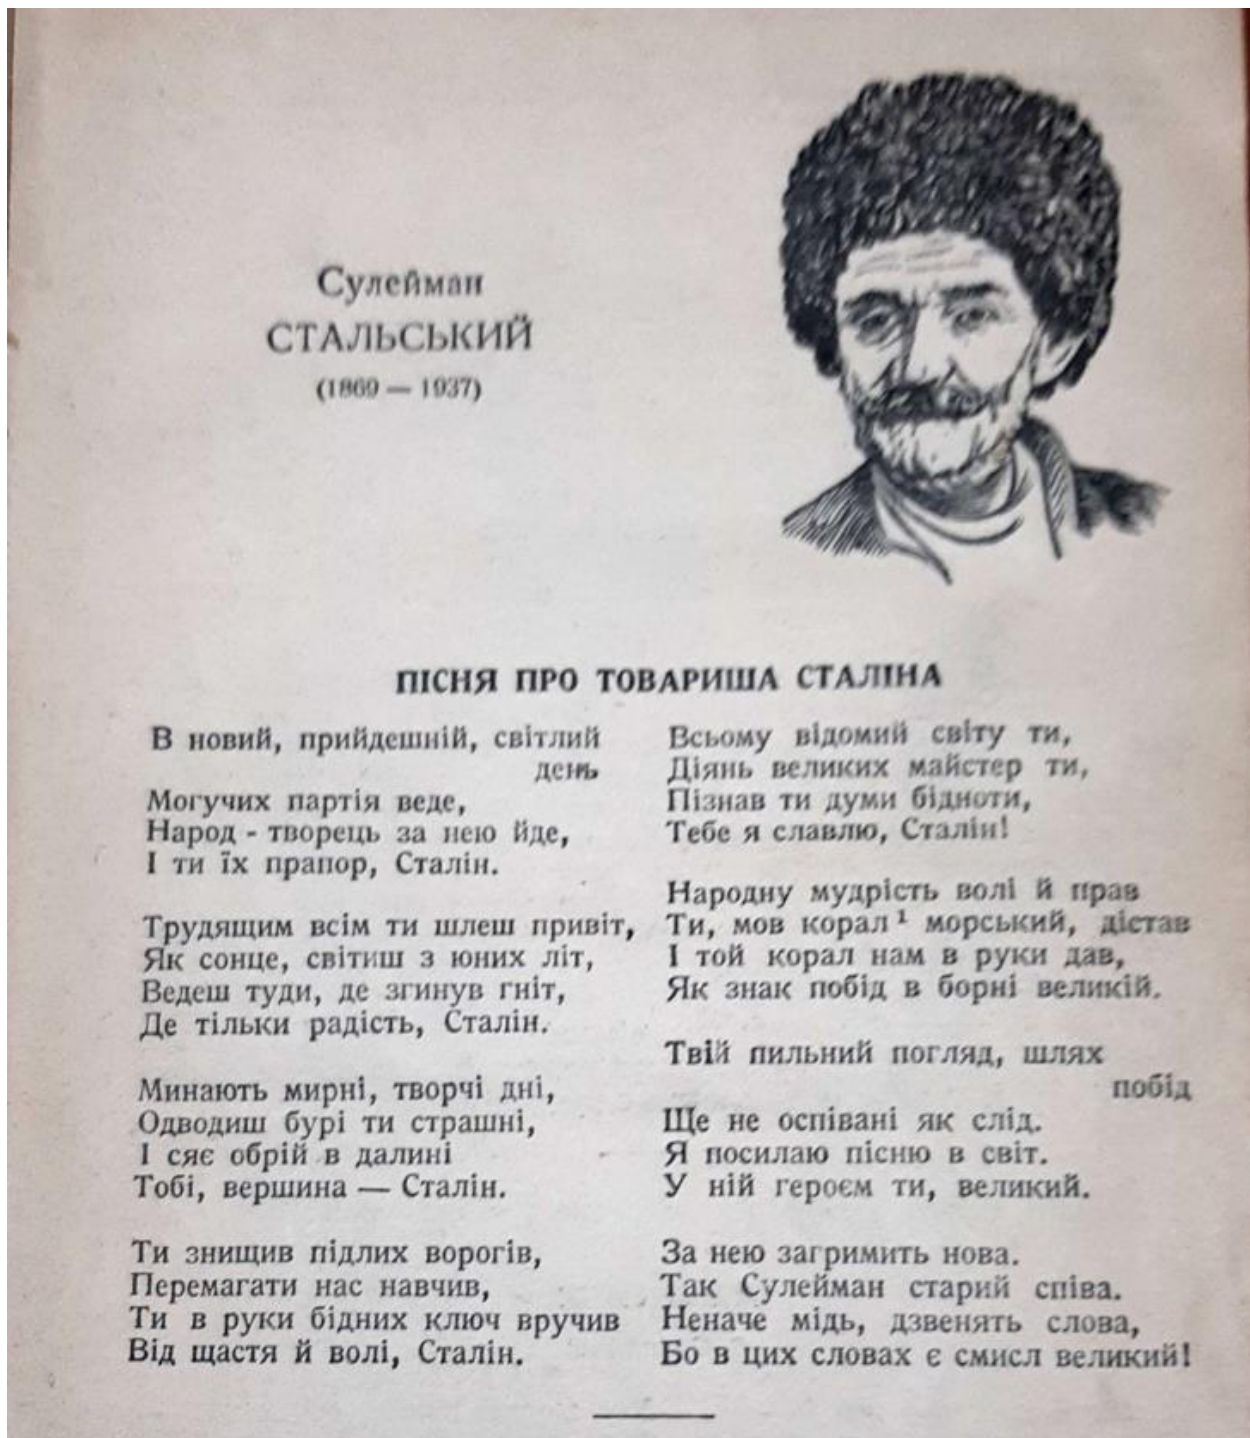 Сулейман
СТАЛЬСЬКИЙ
(1869 — 1937)
ПІСНЯ ПРО ТОВАРИША СТАЛІНА
В новий, прийдешній, світлий
день
Могучих партія веде,
Народ - творець за нею йде,
І ти їх прапор, Сталін.
Трудящим всім ти шлеш привіт,
Як сонце, світиш з юних літ,
Ведеш туди, де згинув гніт,
Де тільки радість, Сталін.
Минають мирні, творчі дні,
Одводиш бурі ти страшні,
І сяє обрій в далині
Тобі, вершина — Сталін.
Ти знищив підлих ворогів,
Перемагати нас навчив,
Ти в руки бідних ключ вручив
Від щастя й волі, Сталін.
Всьому відомий світу ти,
Діянь великих майстер ти,
Пізнав ти думи бідноти,
Тебе я славлю, Сталін!
Народну мудрість волі й прав
Ти, мов корал¹ морський, дістав
І той корал нам в руки дав,
Як знак побід в борні великій.
Твій пильний погляд, шлях
побід
Ще не оспівані як слід.
Я посилаю пісню в світ.
У ній героєм ти, великий.
За нею загримить нова.
Так Сулейман старий співа.
Неначе мідь, дзвенять слова,
Бо в цих словах є смисл великий!